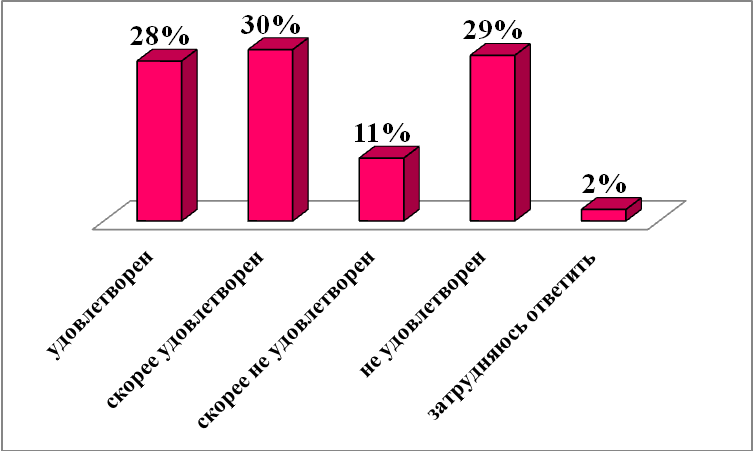 28%
30%
11%
29%
2%
удовлетворен
скорее удовлетворен
скорее не удовлетворен
не удовлетворен
затрудняюсь ответить